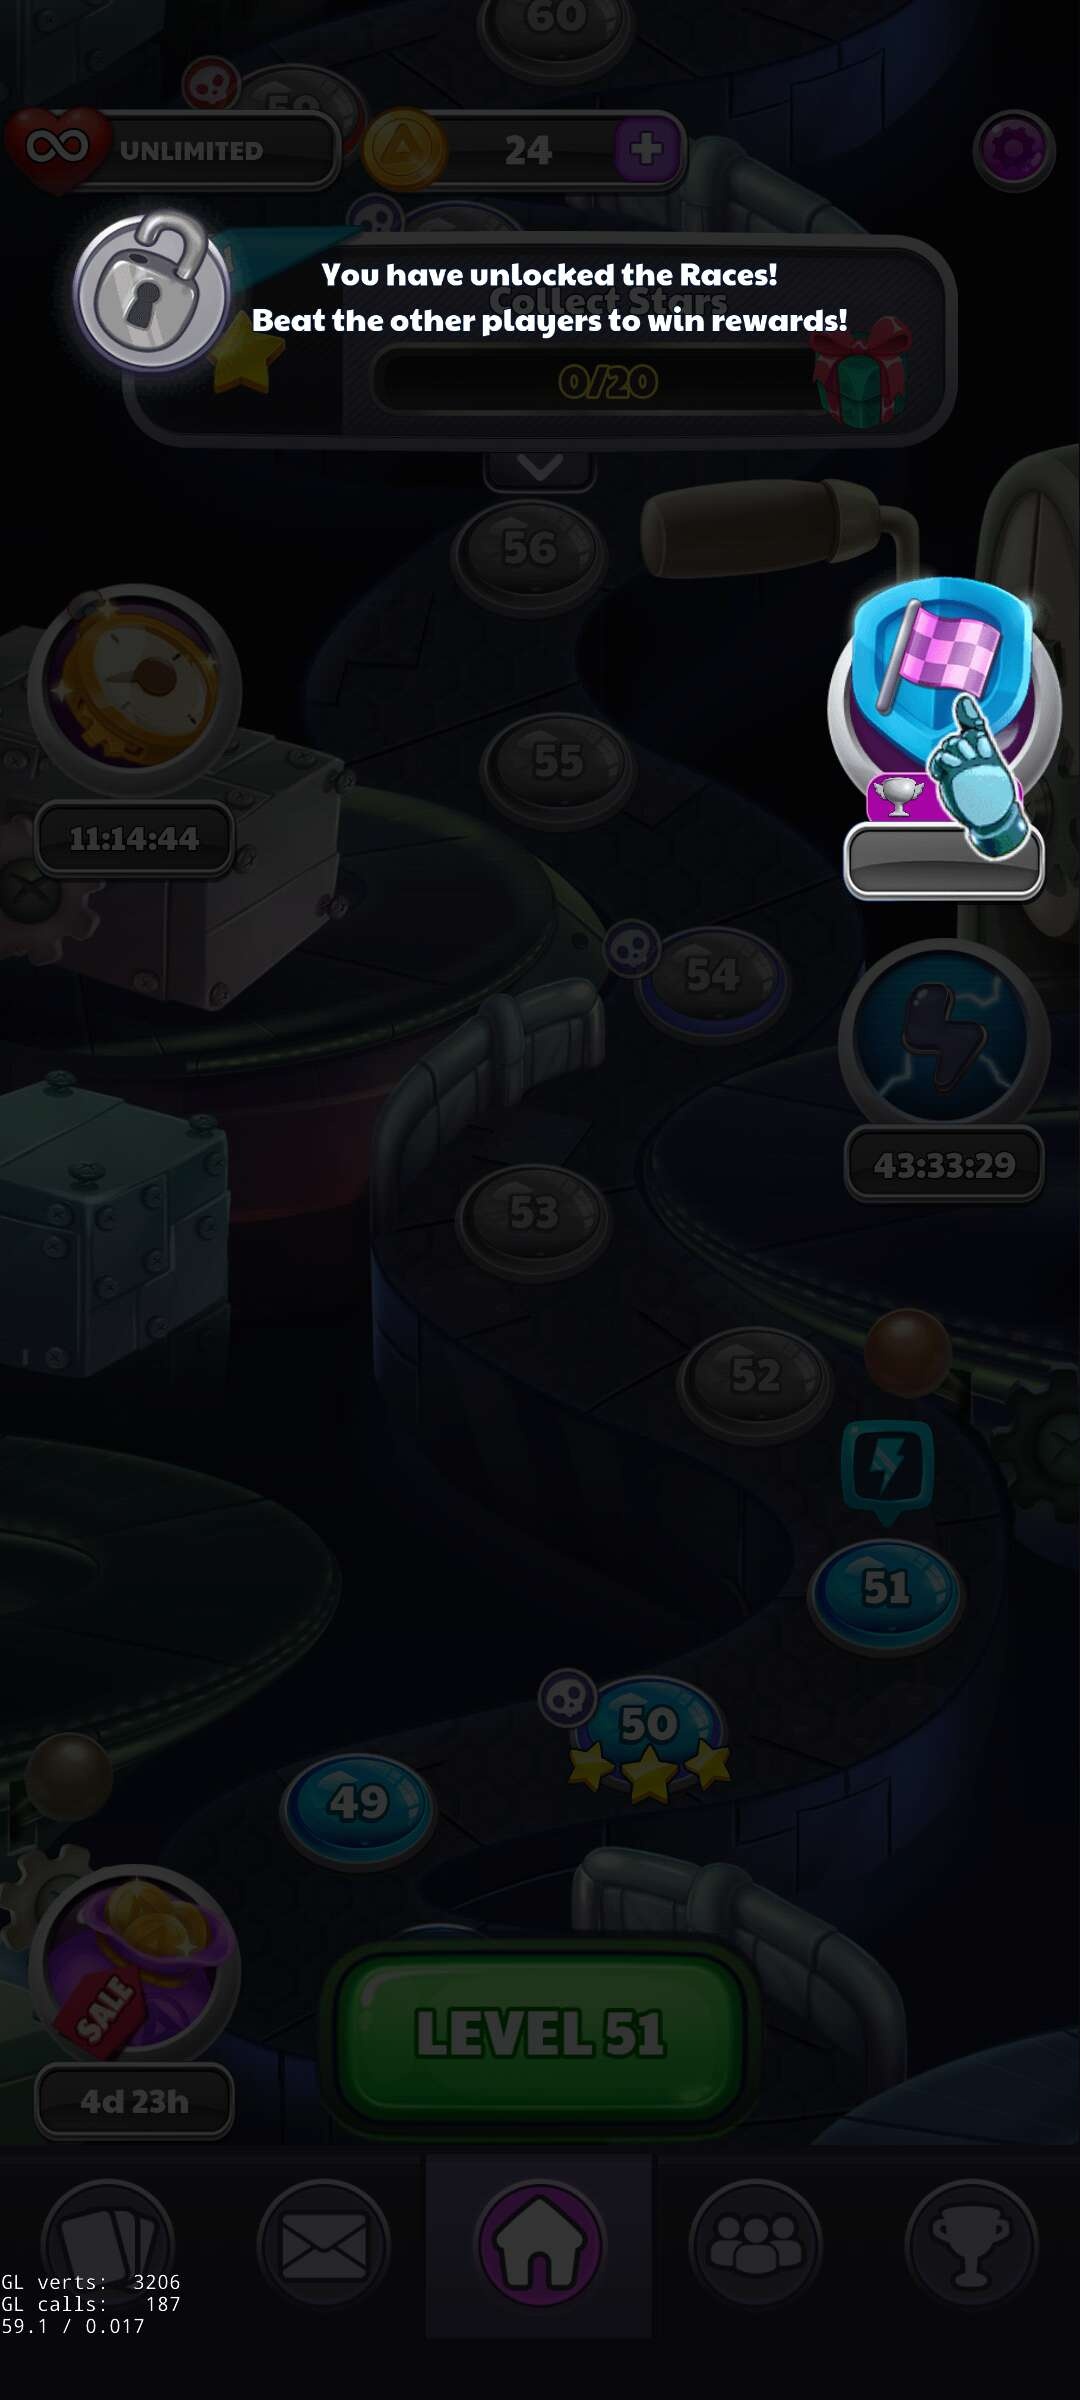 60
59
UNLIMITED
24
You have unlocked the Races!
Collect Stars
Beat the other players to win rewards!
0/20
56
55
11:14:44
54
43:33:29
53
52
51
50
49
SALE
LEVEL 51
4d 23h
GL verts: 3206
GL calls: 187
59.1 / 0.017